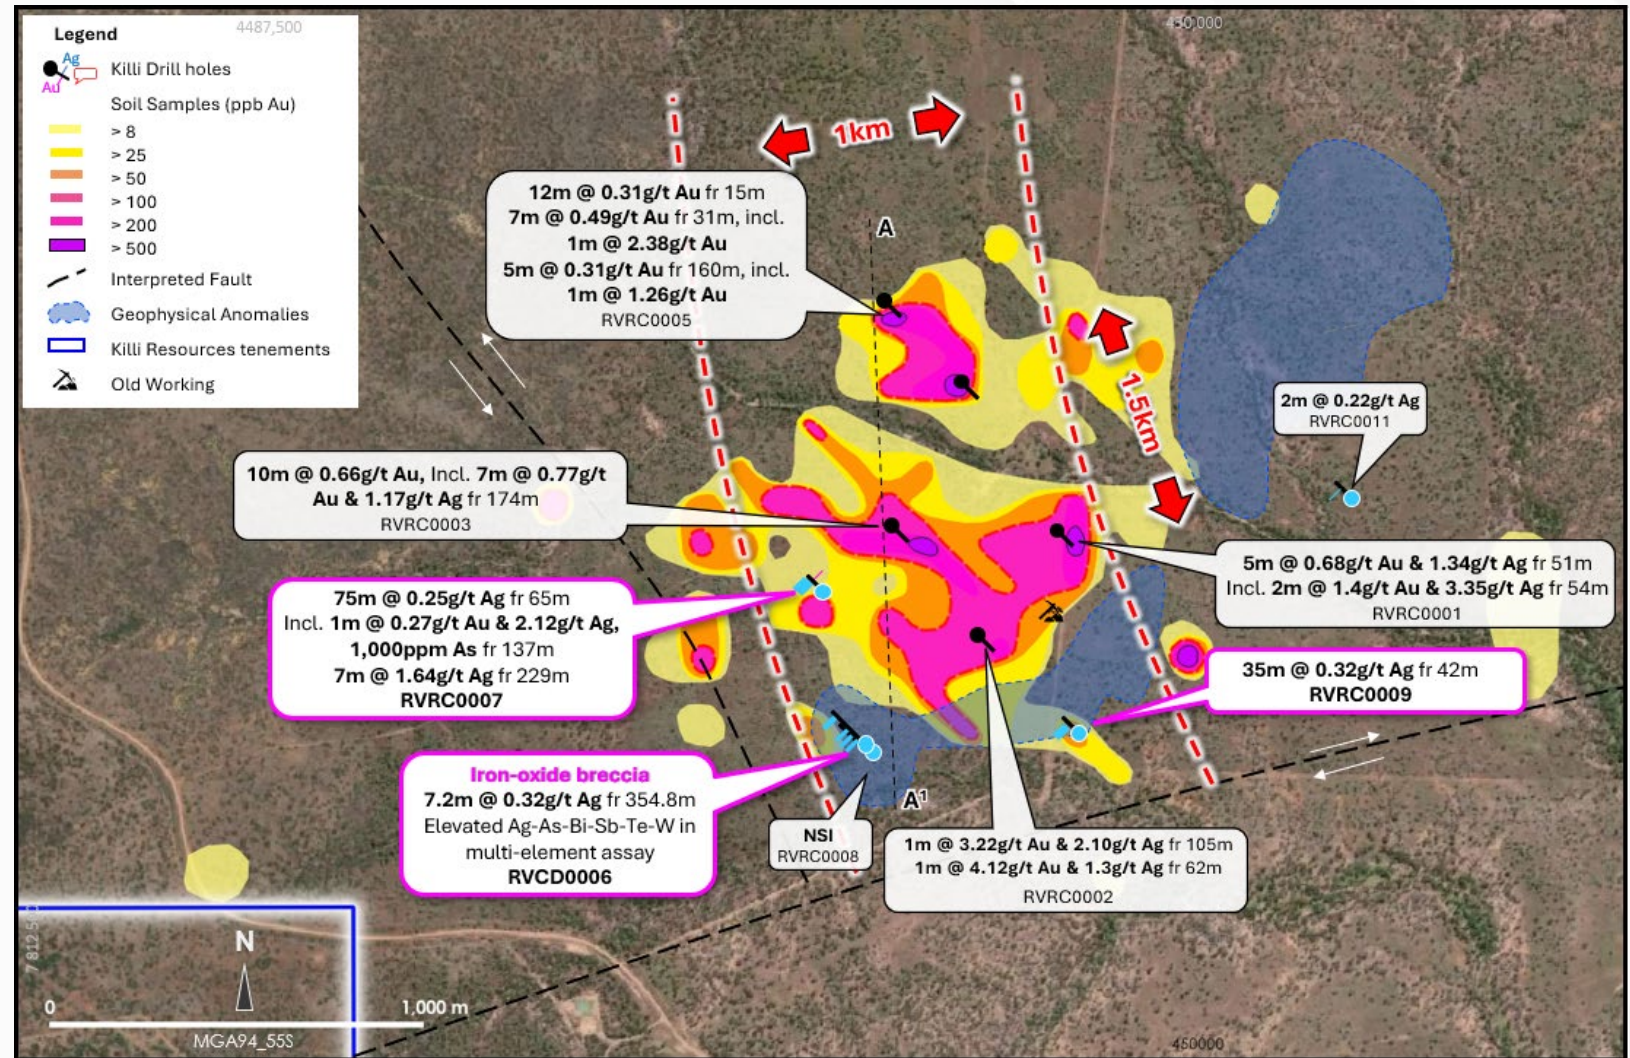 4487,500
430,000
Legend
Ag
Au
Killi Drill holes
Soil Samples (ppb Au)
> 8
> 25
> 50
> 100
> 200
> 500
Interpreted Fault
Geophysical Anomalies
Killi Resources tenements
Old Working
1km
12m @ 0.31g/t Au fr 15m
7m @ 0.49g/t Au fr 31m, incl.
1m @ 2.38g/t Au
5m @ 0.31g/t Au fr 160m, incl.
1m @ 1.26g/t Au
RVRC0005
A
1.5km
2m @ 0.22g/t Ag
RVRC0011
10m @ 0.66g/t Au, Incl. 7m @ 0.77g/t
Au & 1.17g/t Ag fr 174m
RVRC0003
5m @ 0.68g/t Au & 1.34g/t Ag fr 51m
Incl. 2m @ 1.4g/t Au & 3.35g/t Ag fr 54m
RVRC0001
75m @ 0.25g/t Ag fr 65m
Incl. 1m @ 0.27g/t Au & 2.12g/t Ag,
1,000ppm As fr 137m
7m @ 1.64g/t Ag fr 229m
RVRC0007
35m @ 0.32g/t Ag fr 42m
RVRC0009
Iron-oxide breccia
7.2m @ 0.32g/t Ag fr 354.8m
Elevated Ag-As-Bi-Sb-Te-W in
multi-element assay
RVCD0006
A¹
NSI
RVRC0008
1m @ 3.22g/t Au & 2.10g/t Ag fr 105m
1m @ 4.12g/t Au & 1.3g/t Ag fr 62m
RVRC0002
N
0
1,000 m
MGA94_55S
450000